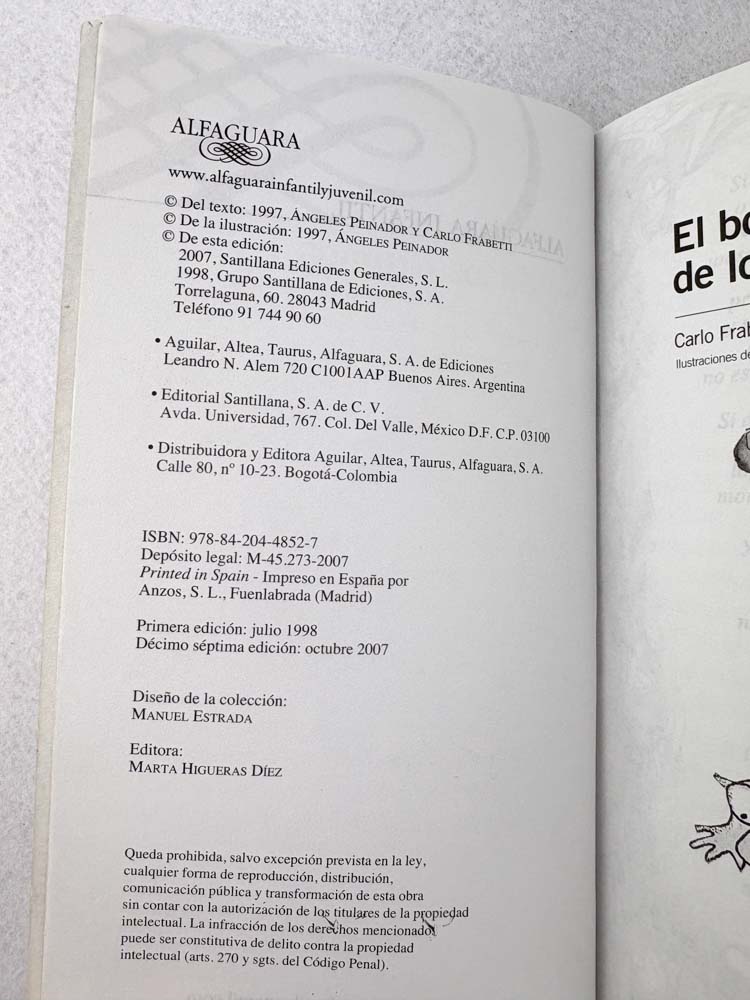 ALFAGUARA
www.alfaguarainfantilyjuvenil.com
© Del texto: 1997, ÁNGELES PEINADOR Y CARLO FRABETTI
© De la ilustración: 1997, ÁNGELES PEINADOR
© De esta edición:
2007, Santillana Ediciones Generales, S. L.
1998, Grupo Santillana de Ediciones, S. A.
Torrelaguna, 60. 28043 Madrid
Teléfono 91 744 90 60
• Aguilar, Altea, Taurus, Alfaguara, S. A. de Ediciones
Leandro N. Alem 720 C1001AAP Buenos Aires. Argentina
• Editorial Santillana, S. A. de C. V.
Avda. Universidad, 767. Col. Del Valle, México D.F. C.P. 03100
• Distribuidora y Editora Aguilar, Altea, Taurus, Alfaguara, S. A.
Calle 80, nº 10-23. Bogotá-Colombia
ISBN: 978-84-204-4852-7
Depósito legal: M-45.273-2007
Printed in Spain - Impreso en España por
Anzos, S. L., Fuenlabrada (Madrid)
Primera edición: julio 1998
Décimo séptima edición: octubre 2007
Diseño de la colección:
MANUEL ESTRADA
Editora:
MARTA HIGUERAS DÍEZ
Queda prohibida, salvo excepción prevista en la ley,
cualquier forma de reproducción, distribución,
comunicación pública y transformación de esta obra
sin contar con la autorización de los titulares de la propiedad
intelectual. La infracción de los derechos mencionados
puede ser constitutiva de delito contra la propiedad
intelectual (arts. 270 y sgts. del Código Penal).
El bo
de lo
Carlo Frab
Ilustraciones de